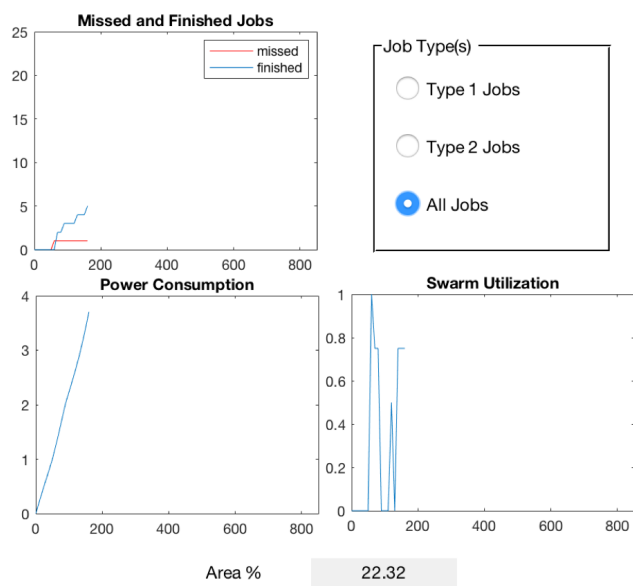 Missed and Finished Jobs
25
20
15
10
5
0
0 200 400 600 800
missed
finished
Job Type(s)
Type 1 Jobs
Type 2 Jobs
All Jobs
Power Consumption
4
3
2
1
0
0 200 400 600 800
Swarm Utilization
1
0.8
0.6
0.4
0.2
0
0 200 400 600 800
Area % 22.32